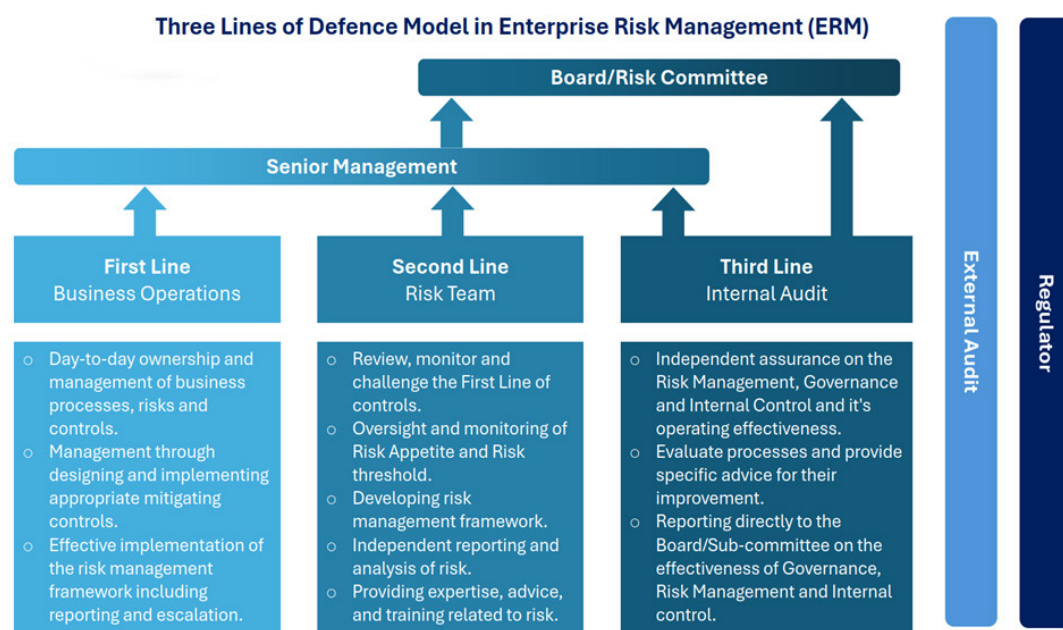 Three Lines of Defence Model in Enterprise Risk Management (ERM)
Board/Risk Committee
Senior Management
First Line
Business Operations
○ Day-to-day ownership and
management of business
processes, risks and
controls.
○ Management through
designing and implementing
appropriate mitigating
controls.
○ Effective implementation of
the risk management
framework including
reporting and escalation.
Second Line
Risk Team
○ Review, monitor and
challenge the First Line of
controls.
○ Oversight and monitoring of
Risk Appetite and Risk
threshold.
○ Developing risk
management framework.
○ Independent reporting and
analysis of risk.
○ Providing expertise, advice,
and training related to risk.
Third Line
Internal Audit
○ Independent assurance on the
Risk Management, Governance
and Internal Control and it's
operating effectiveness.
○ Evaluate processes and provide
specific advice for their
improvement.
○ Reporting directly to the
Board/Sub-committee on the
effectiveness of Governance,
Risk Management and Internal
control.
External Audit
Regulator